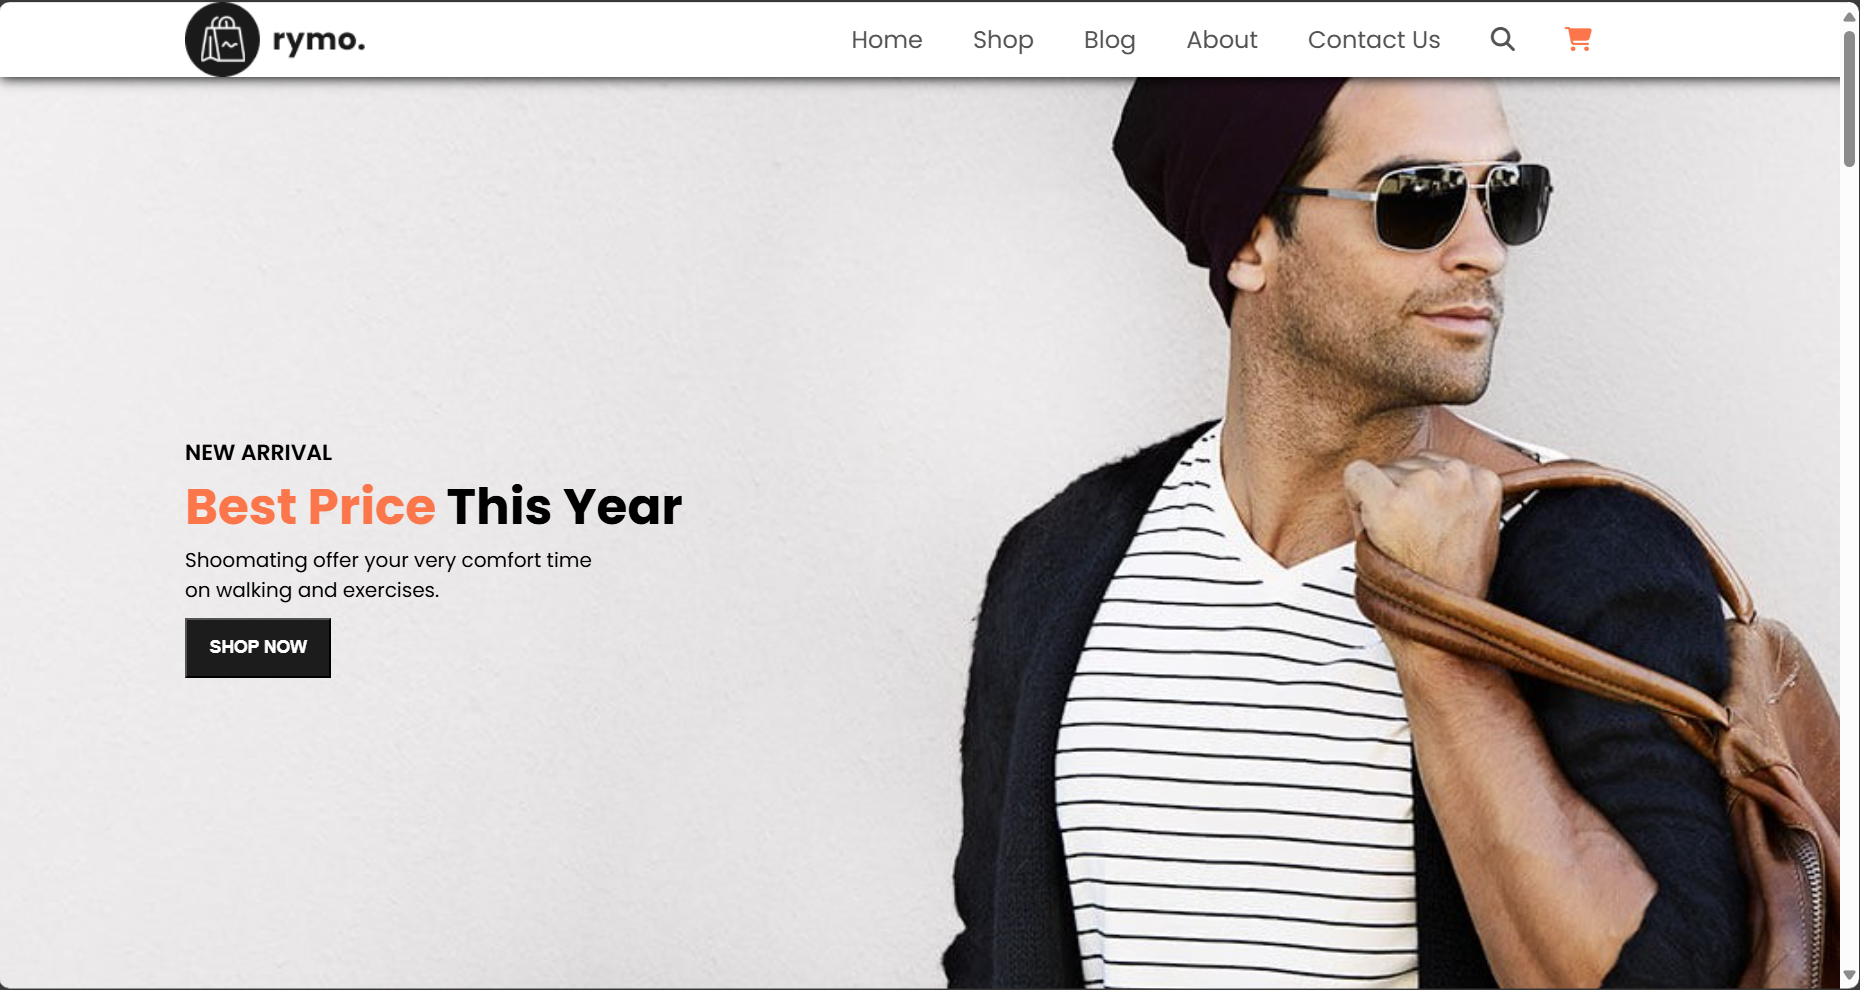 rymo.
Home Shop Blog About Contact Us
NEW ARRIVAL
Best Price This Year
Shoomating offer your very comfort time
on walking and exercises.
SHOP NOW